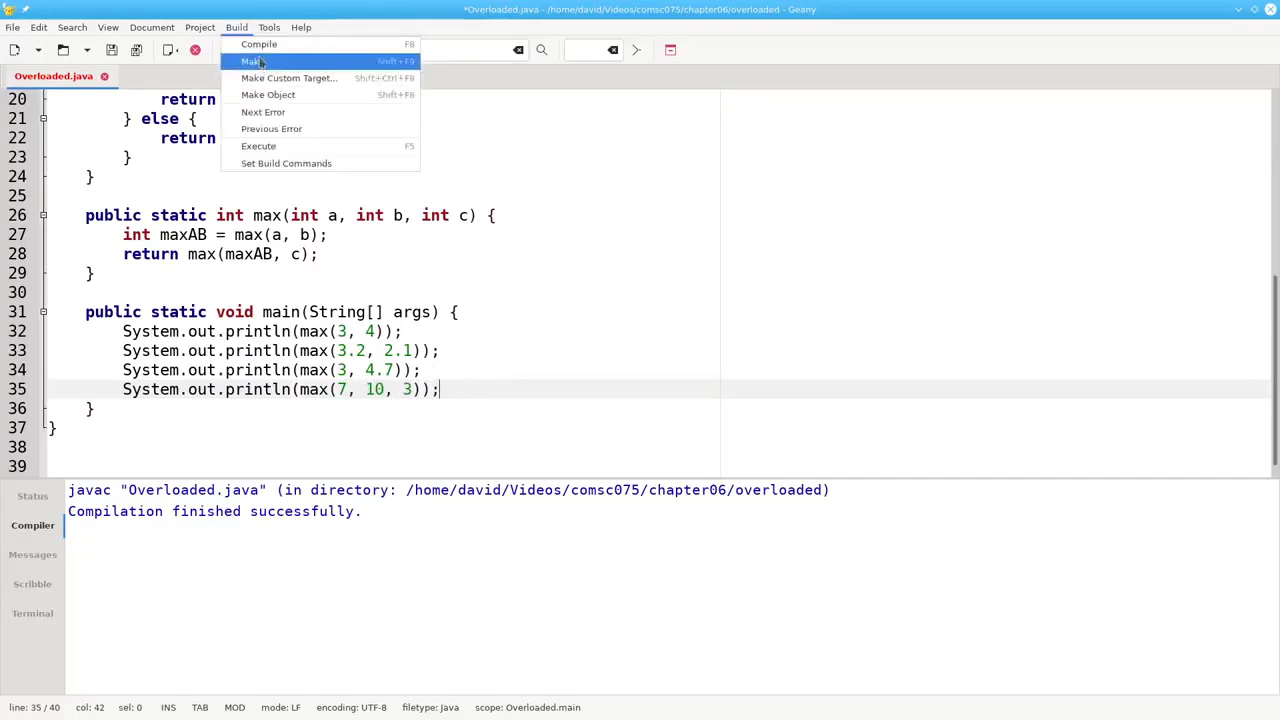 *Overloaded.java - /home/david/Videos/comsc075/chapter06/overloaded - Geany
File Edit Search View Document Project Build Tools Help
Compile F8
Make Shift+F9
Make Custom Target... Shift+Ctrl+F9
Make Object Shift+F8
Next Error
Previous Error
Execute F5
Set Build Commands
Overloaded.java
20 return
21 } else {
22 return
23 }
24 }
25
26 public static int max(int a, int b, int c) {
27 int maxAB = max(a, b);
28 return max(maxAB, c);
29 }
30
31 public static void main(String[] args) {
32 System.out.println(max(3, 4));
33 System.out.println(max(3.2, 2.1));
34 System.out.println(max(3, 4.7));
35 System.out.println(max(7, 10, 3));
36 }
37 }
38
39
Status
Compiler
Messages
Scribble
Terminal
javac "Overloaded.java" (in directory: /home/david/Videos/comsc075/chapter06/overloaded)
Compilation finished successfully.
line: 35 / 40 col: 42 sel: 0 INS TAB MOD mode: LF encoding: UTF-8 filetype: Java scope: Overloaded.main